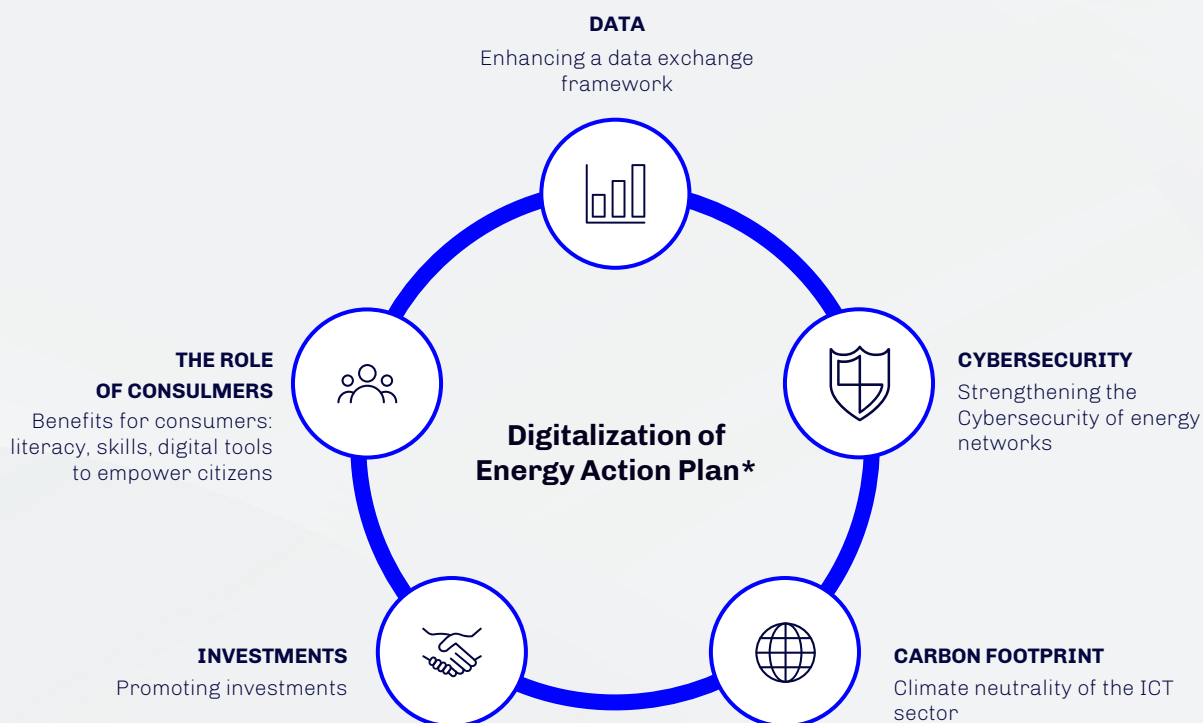 DATA
Enhancing a data exchange
framework
THE ROLE
OF CONSULMERS
Benefits for consumers:
literacy, skills, digital tools
to empower citizens
CYBERSECURITY
Strengthening the
Cybersecurity of energy
networks
Digitalization of
Energy Action Plan*
INVESTMENTS
Promoting investments
CARBON FOOTPRINT
Climate neutrality of the ICT
sector